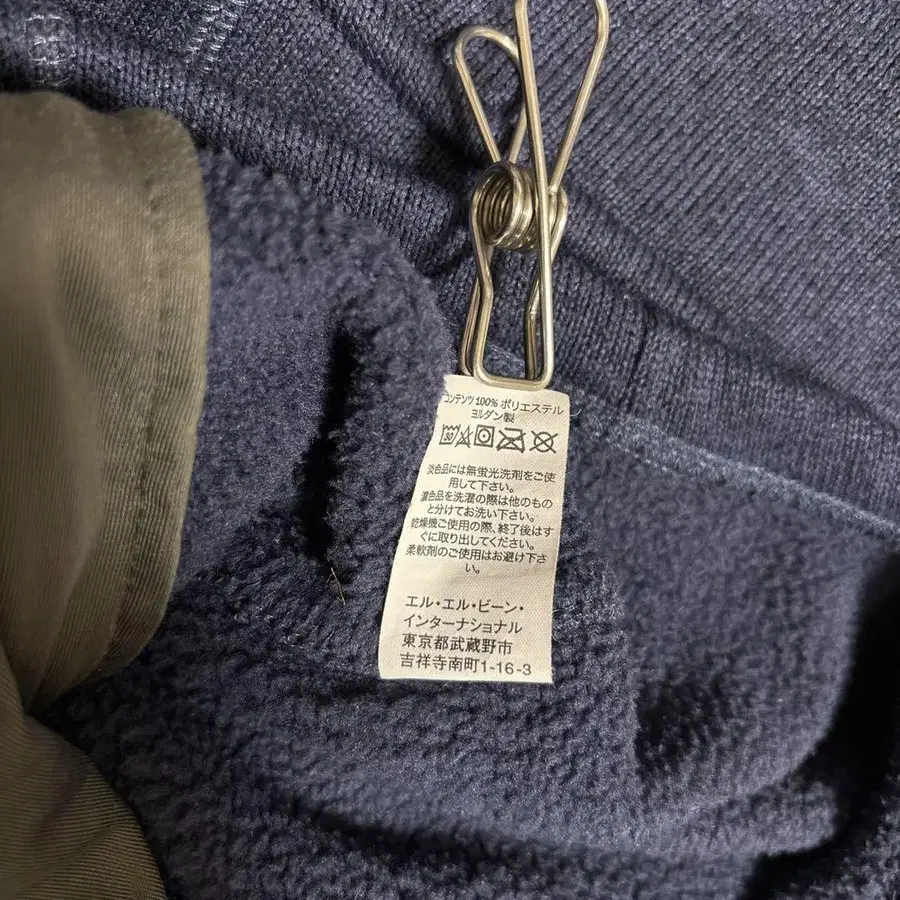 コンテンツ 100% ポリエステル
ヨルダン製
30
淡色品には無蛍光洗剤をご使
用して下さい。
濃色品を洗濯の際は他のもの
と分けてお洗い下さい。
乾燥機ご使用の際、終了後はす
ぐに取り出してください。
柔軟剤のご使用はお避け下さ
い。
エル・エル・ビーン・
インターナショナル
東京都武蔵野市
吉祥寺南町1-16-3